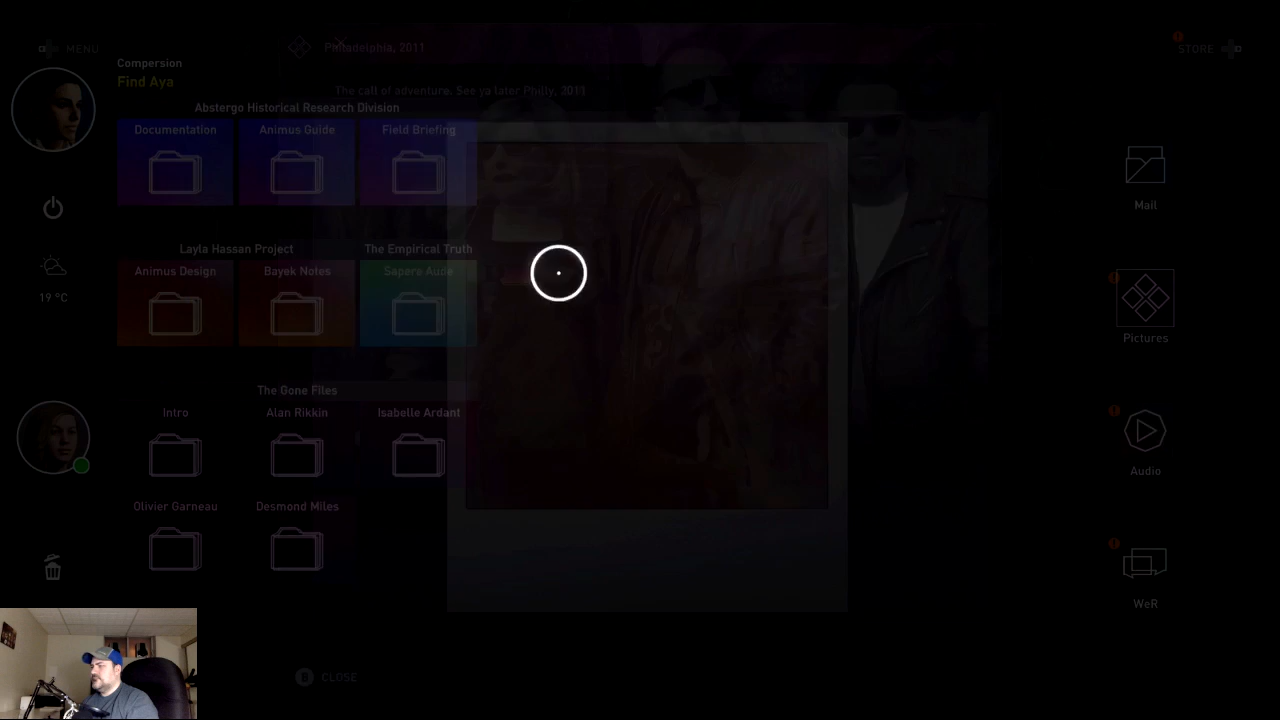 MENU
Philadelphia, 2011
STORE
Compersion
Find Aya
The call of adventure. See ya later Philly, 2011
Abstergo Historical Research Division
Documentation
Animus Guide
Field Briefing
Mail
Layla Hassan Project
The Empirical Truth
Animus Design
Bayek Notes
Sapere Aude
19 °C
Pictures
The Gone Files
Intro
Alan Rikkin
Isabelle Ardant
Audio
Olivier Garneau
Desmond Miles
WeR
B CLOSE